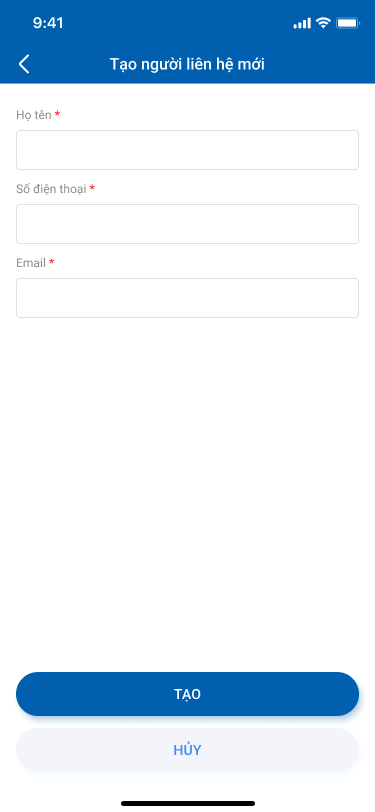 9:41
Tạo người liên hệ mới
Họ tên *
Số điện thoại *
Email *
TẠO
HỦY